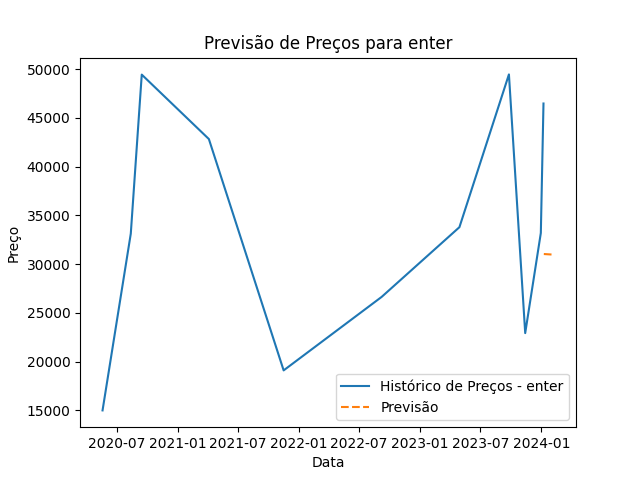 Previsão de Preços para enter
Preço
50000
45000
40000
35000
30000
25000
20000
15000
Histórico de Preços - enter
Previsão
2020-07 2021-01 2021-07 2022-01 2022-07 2023-01 2023-07 2024-01
Data